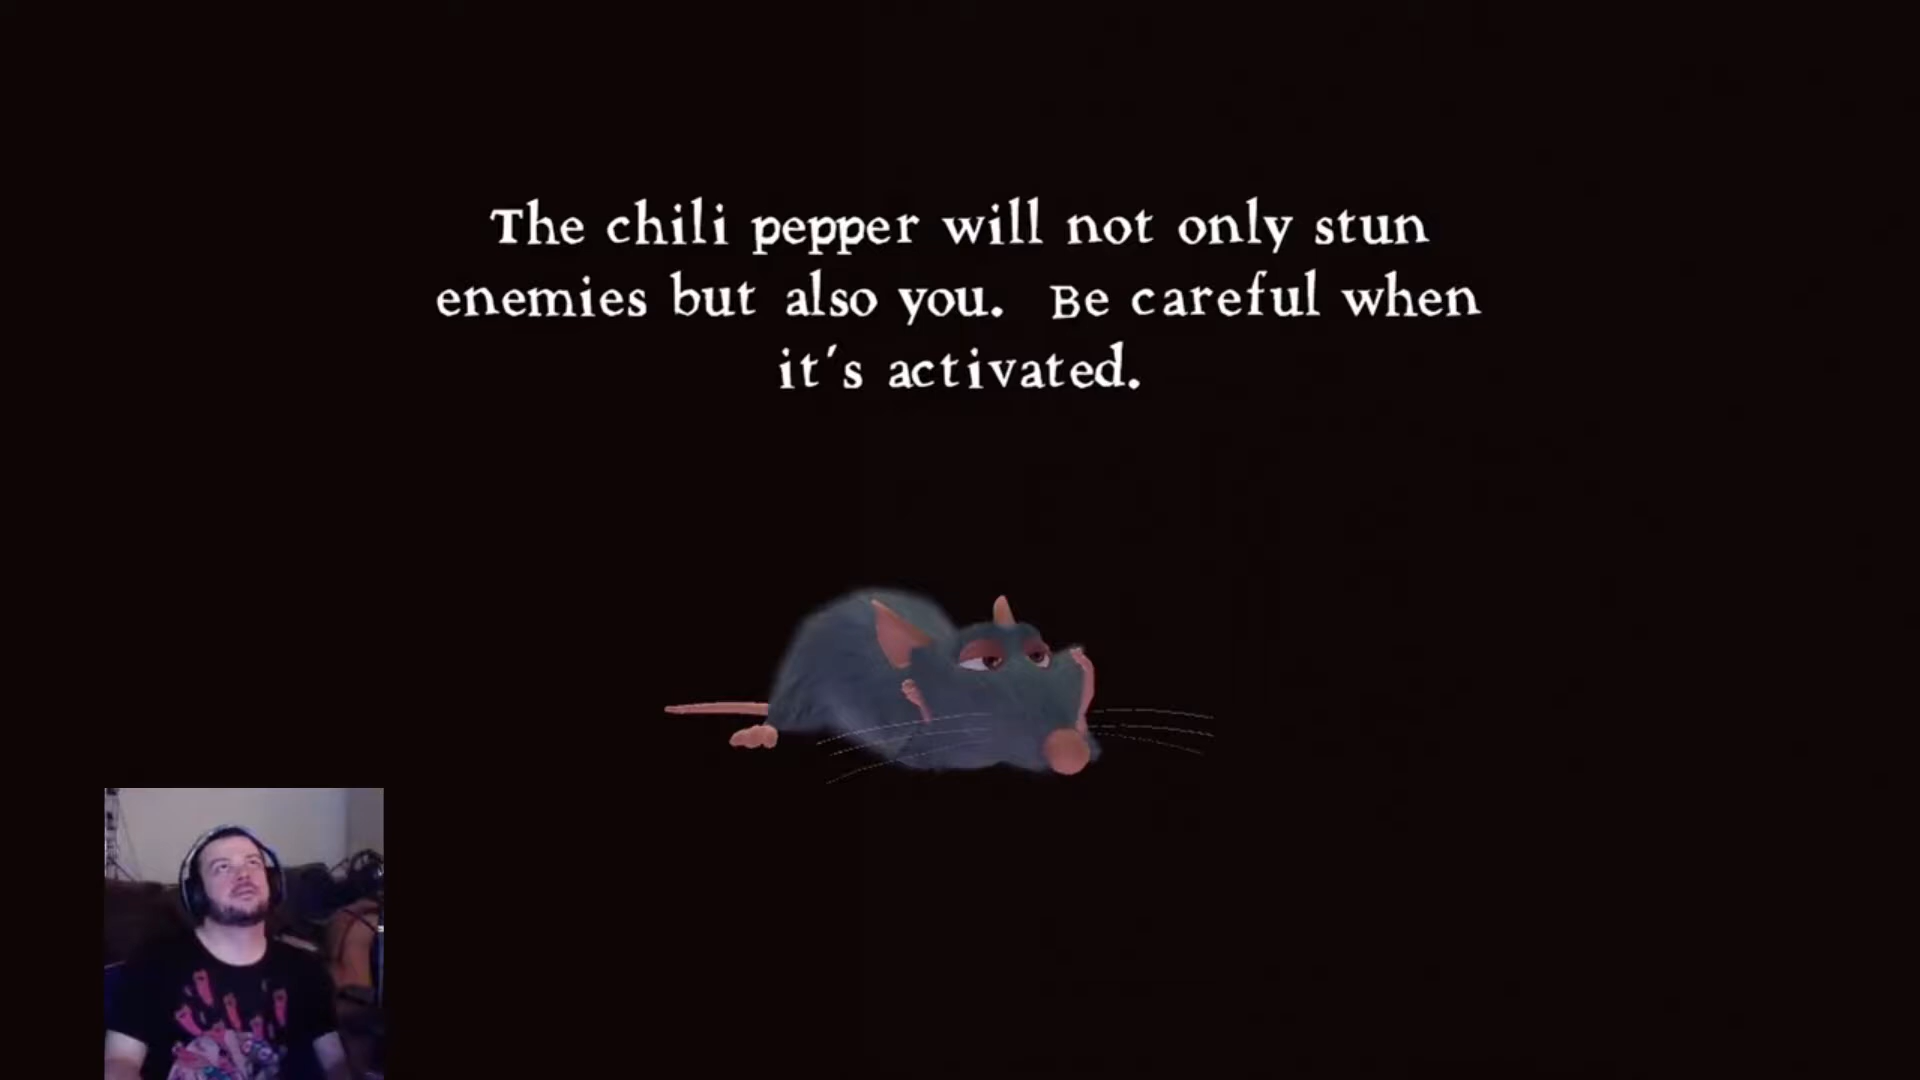 The chili pepper will not only stun
enemies but also you. Be careful when
it's activated.